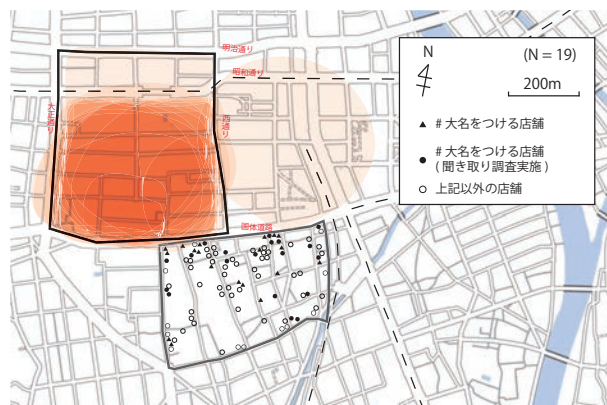 明治通り
昭和通り
大正通り
西通り
国体道路
N
(N = 19)
200m
# 大名をつける店舗
# 大名をつける店舗
( 聞き取り調査実施 )
上記以外の店舗